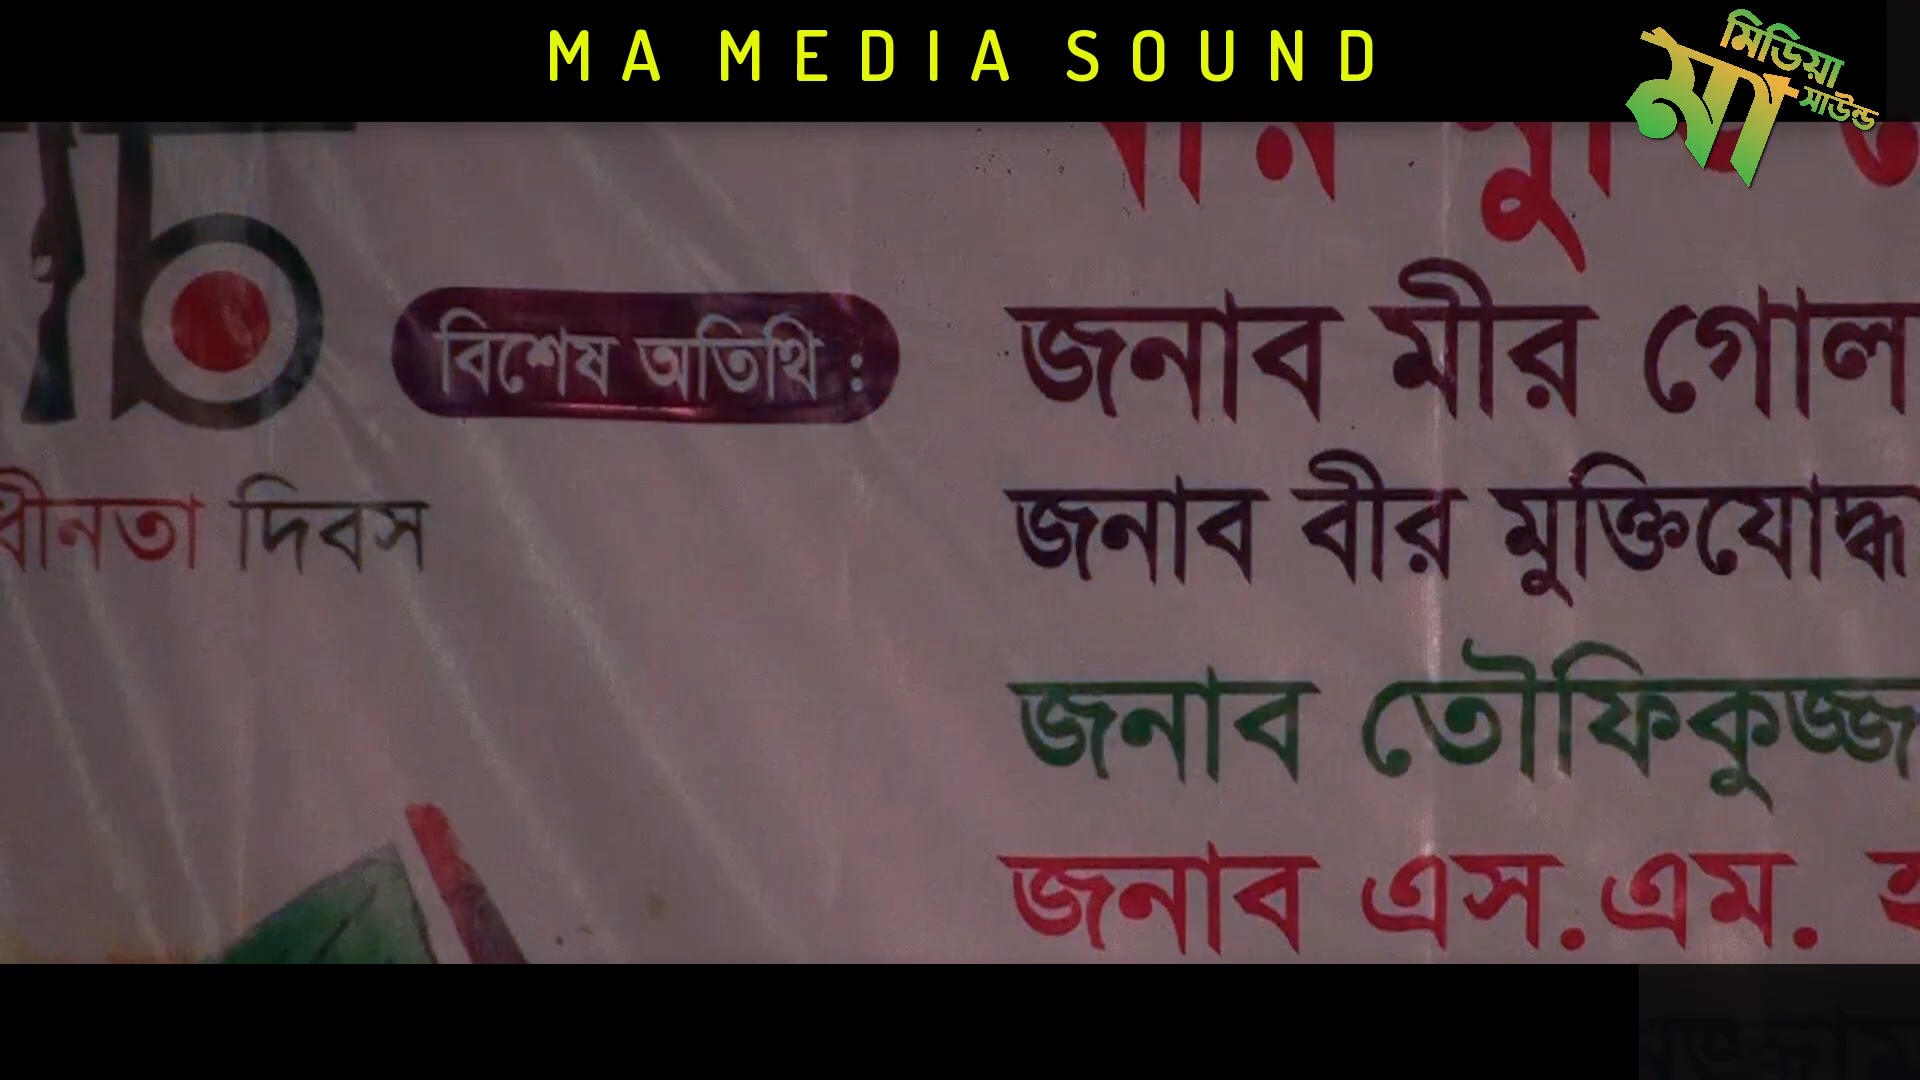 MA MEDIA SOUND
মা মিডিয়া সাউন্ড
বিশেষ অতিথি :
জনাব মীর গোল
জনাব বীর মুক্তিযোদ্ধ
ধীনতা দিবস
জনাব তৌফিকুজ্জ
জনাব এস.এম.